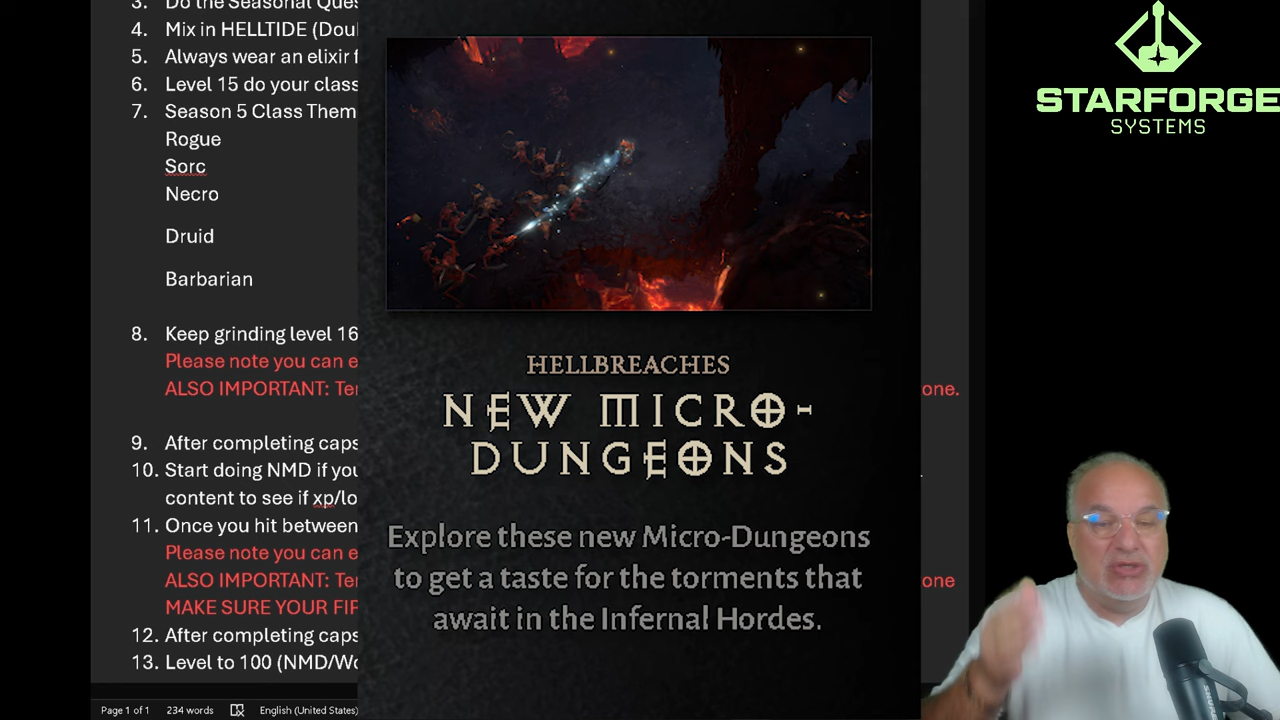 3. Do the Seasonal Ques
4. Mix in HELLTIDE (Dou
5. Always wear an elixir f
6. Level 15 do your class
7. Season 5 Class Them
Rogue
Sorc
Necro
Druid
Barbarian
8. Keep grinding level 16
Please note you can e
ALSO IMPORTANT: Ter
one.
9. After completing caps
10. Start doing NMD if you
content to see if xp/lo
11. Once you hit between
Please note you can e
ALSO IMPORTANT: Ter
one
MAKE SURE YOUR FIR
12. After completing caps
13. Level to 100 (NMD/Wo
Page 1 of 1 234 words English (United States)
HELLBREACHES
NEW MICRO-
DUNGEONS
Explore these new Micro-Dungeons
to get a taste for the torments that
await in the Infernal Hordes.
STARFORGE
SYSTEMS